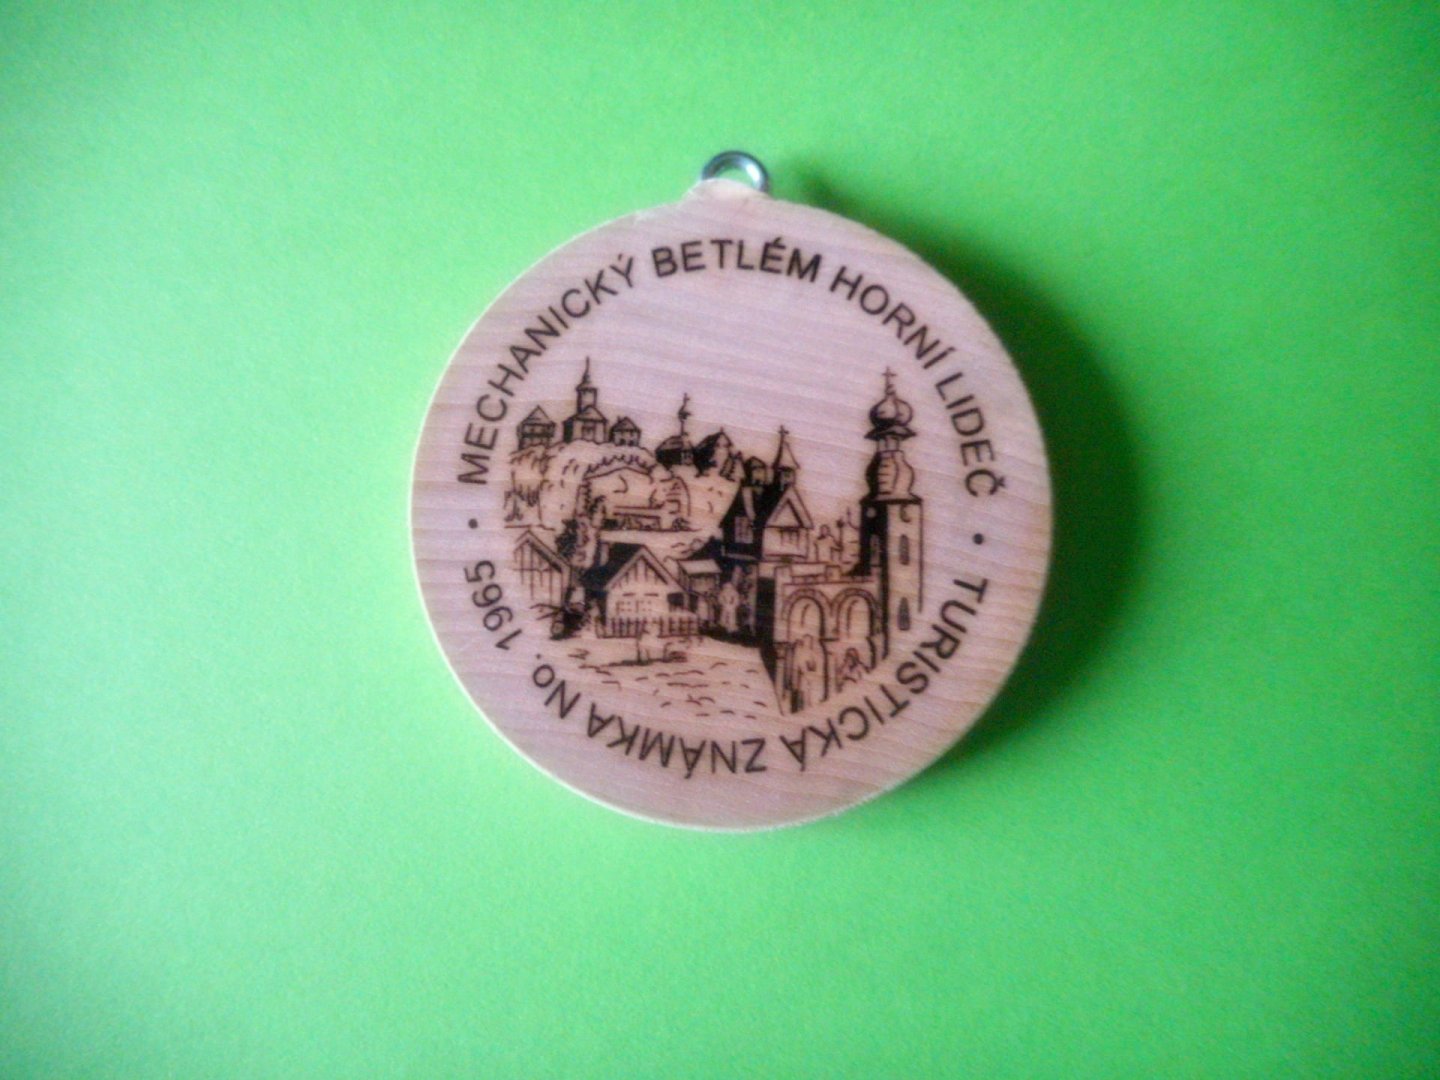 MECHANICKÝ BETLÉM HORNÍ LIDEČ
TURISTICKÁ ZNÁMKA No. 1965